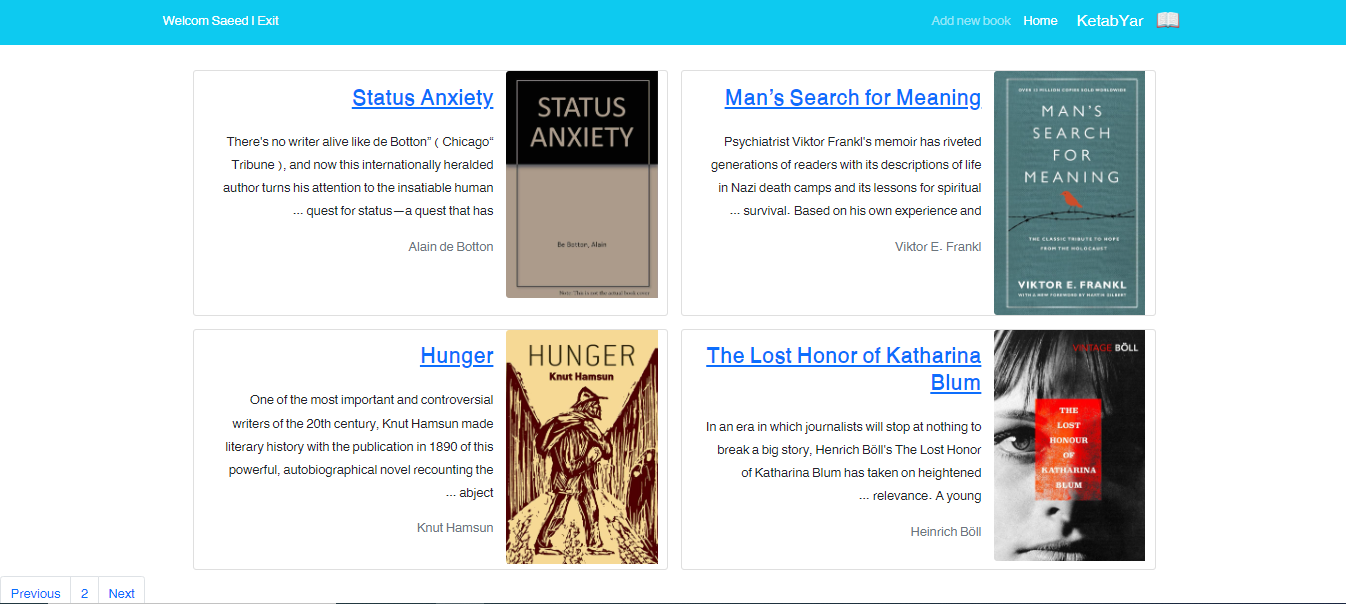 Welcom Saeed | Exit
Add new book Home KetabYar
Status Anxiety
There's no writer alive like de Botton” ( Chicago“
Tribune ), and now this internationally heralded
author turns his attention to the insatiable human
... quest for status—a quest that has
Alain de Botton
STATUS
ANXIETY
De Botton, Alain
Note: This is not the actual book cover
Man's Search for Meaning
Psychiatrist Viktor Frankl's memoir has riveted
generations of readers with its descriptions of life
in Nazi death camps and its lessons for spiritual
... survival. Based on his own experience and
Viktor E. Frankl
OVER 12 MILLION COPIES SOLD WORLDWIDE
MAN'S
SEARCH
FOR
MEANING
THE CLASSIC TRIBUTE TO HOPE
FROM THE HOLOCAUST
VIKTOR E. FRANKL
WITH A NEW FOREWORD BY MARTIN GILBERT
Hunger
One of the most important and controversial
writers of the 20th century, Knut Hamsun made
literary history with the publication in 1890 of this
powerful, autobiographical novel recounting the
... abject
Knut Hamsun
HUNGER
Knut Hamsun
The Lost Honor of Katharina
Blum
In an era in which journalists will stop at nothing to
break a big story, Henrich Böll's The Lost Honor
of Katharina Blum has taken on heightened
... relevance. A young
Heinrich Böll
VINTAGE BÖLL
THE
LOST
HONOUR
OF
KATHARINA
BLUM
Previous 2 Next